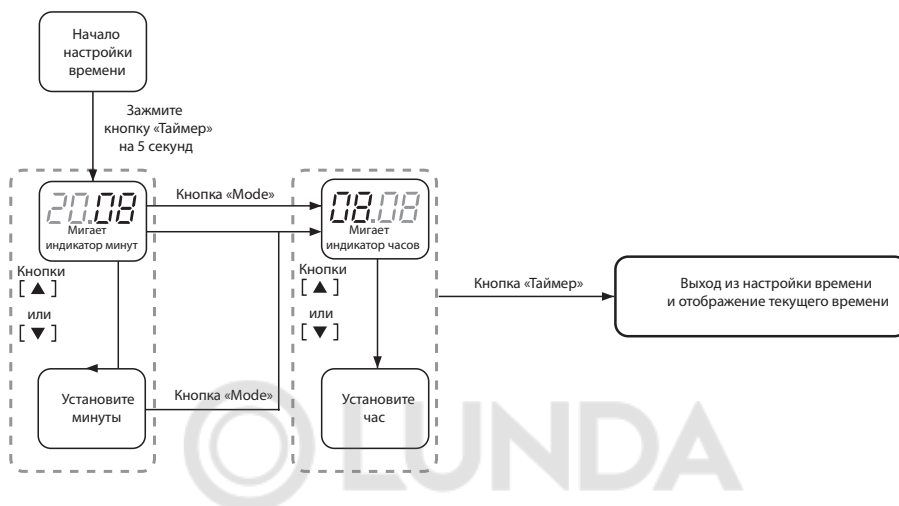 Начало
настройки
времени
Зажмите
кнопку «Таймер»
на 5 секунд
20.08
Мигает
индикатор минут
Кнопки
[▲]
или
[▼]
Установите
минуты
Кнопка «Mode»
Кнопка «Mode»
08.08
Мигает
индикатор часов
Кнопки
[▲]
или
[▼]
Установите
час
Кнопка «Таймер»
Выход из настройки времени
и отображение текущего времени
LUNDA